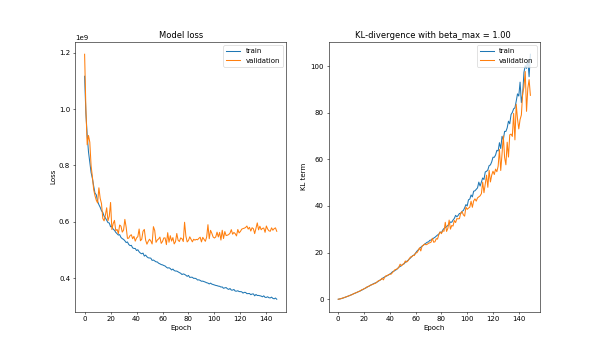 Model loss
1e9
train
validation
1.2
1.0
0.8
0.6
0.4
Loss
0 20 40 60 80 100 120 140
Epoch
KL-divergence with beta_max = 1.00
train
validation
100
80
60
40
20
0
KL term
0 20 40 60 80 100 120 140
Epoch